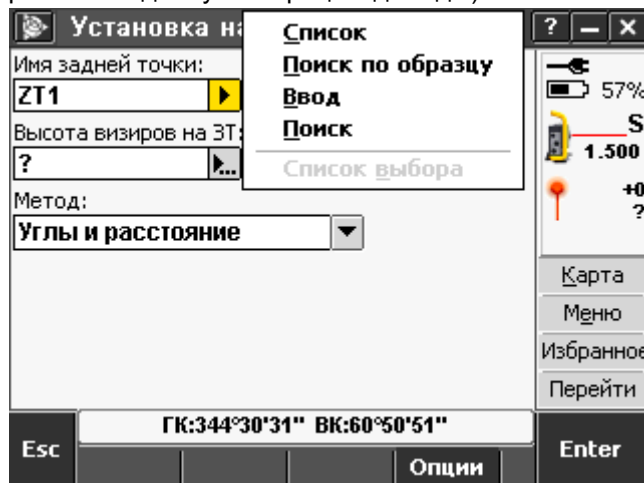 Установка на
Список
Поиск по образцу
Ввод
Поиск
Список выбора
? – x
Имя задней точки:
ZT1
Высота визиров на ЗТ:
?
...
Метод:
Углы и расстояние
57%
S
1.500
+0
?
Карта
Меню
Избранное
Перейти
ГК:344°30'31" ВК:60°50'51"
Esc
Опции
Enter